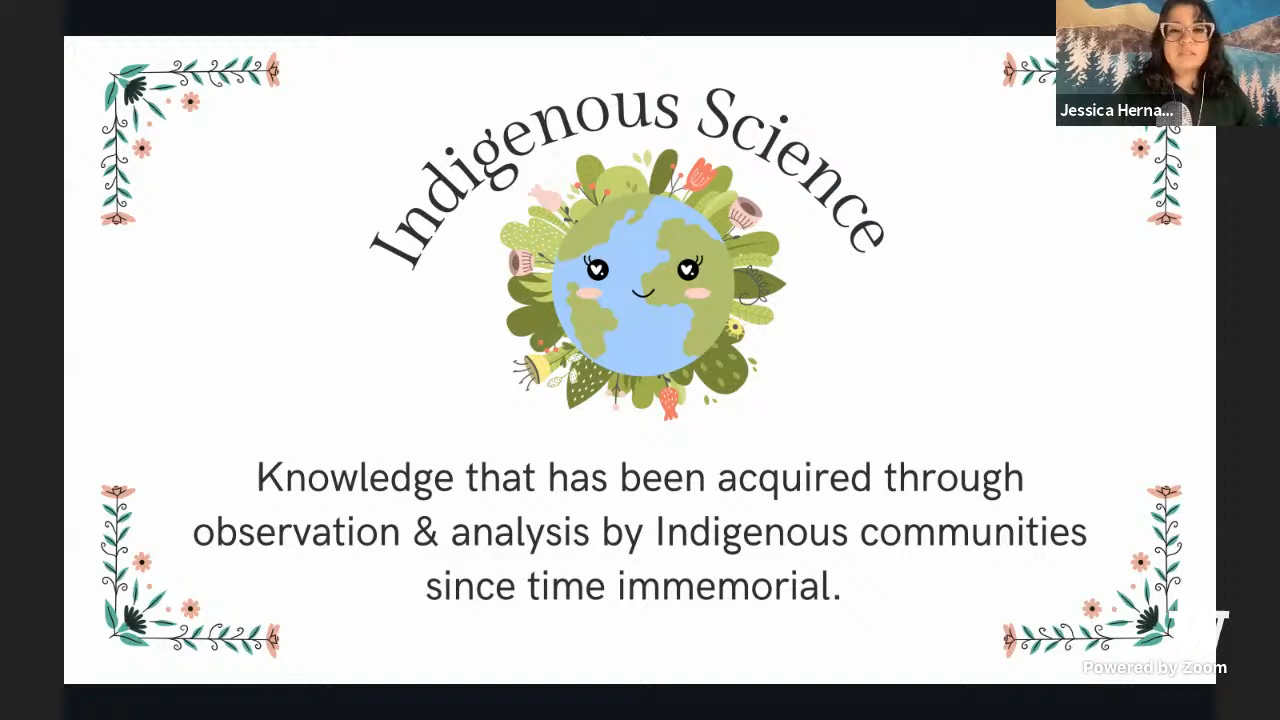 Indigenous Science
Jessica Herna...
Knowledge that has been acquired through
observation & analysis by Indigenous communities
since time immemorial.
W
Powered by Zoom